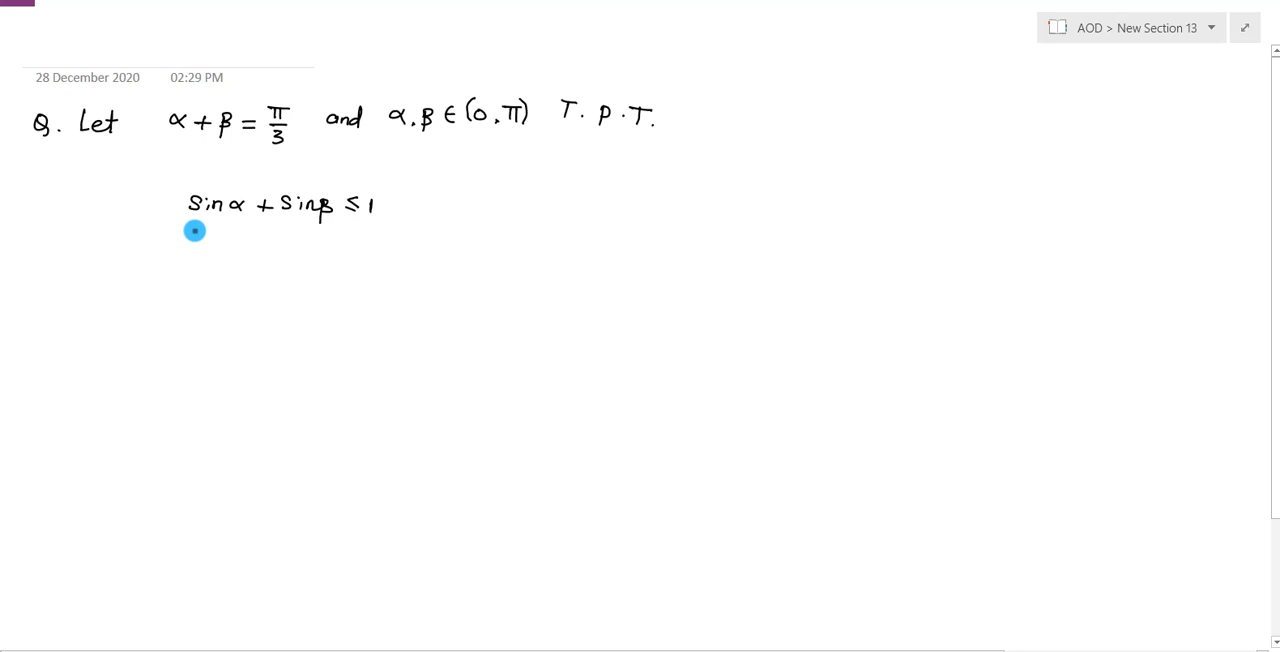 AOD > New Section 13
28 December 2020 02:29 PM
Q. Let α + β = π/3 and α, β ∈ (0, π) T. P. T.
sin α + sin β ≤ 1